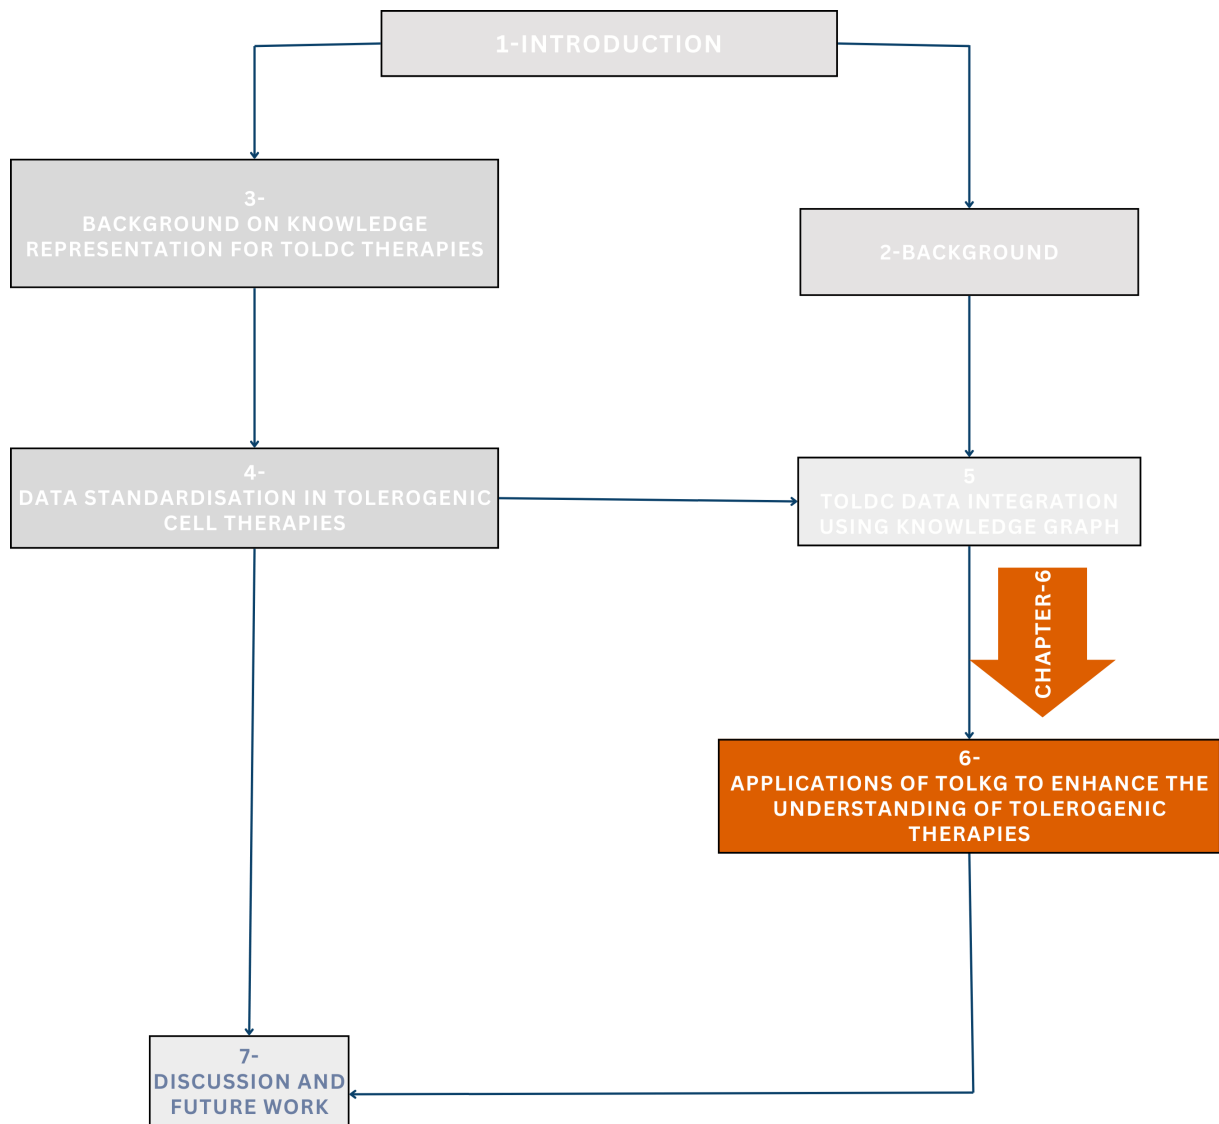 1-INTRODUCTION
3-
BACKGROUND ON KNOWLEDGE
REPRESENTATION FOR TOLDC THERAPIES
2-BACKGROUND
4-
DATA STANDARDISATION IN TOLEROGENIC
CELL THERAPIES
5
TOLDC DATA INTEGRATION
USING KNOWLEDGE GRAPH
CHAPTER-6
6-
APPLICATIONS OF TOLKG TO ENHANCE THE
UNDERSTANDING OF TOLEROGENIC
THERAPIES
7-
DISCUSSION AND
FUTURE WORK